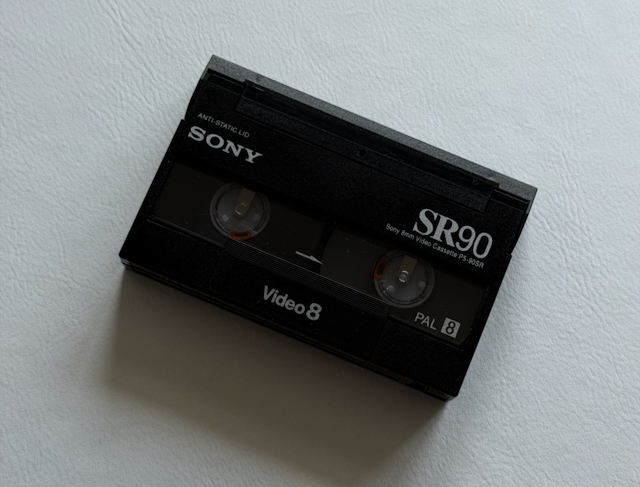 ANTI-STATIC LID
SONY
SR90
Sony 8mm Video Cassette P5-90SR
Video 8
PAL 8